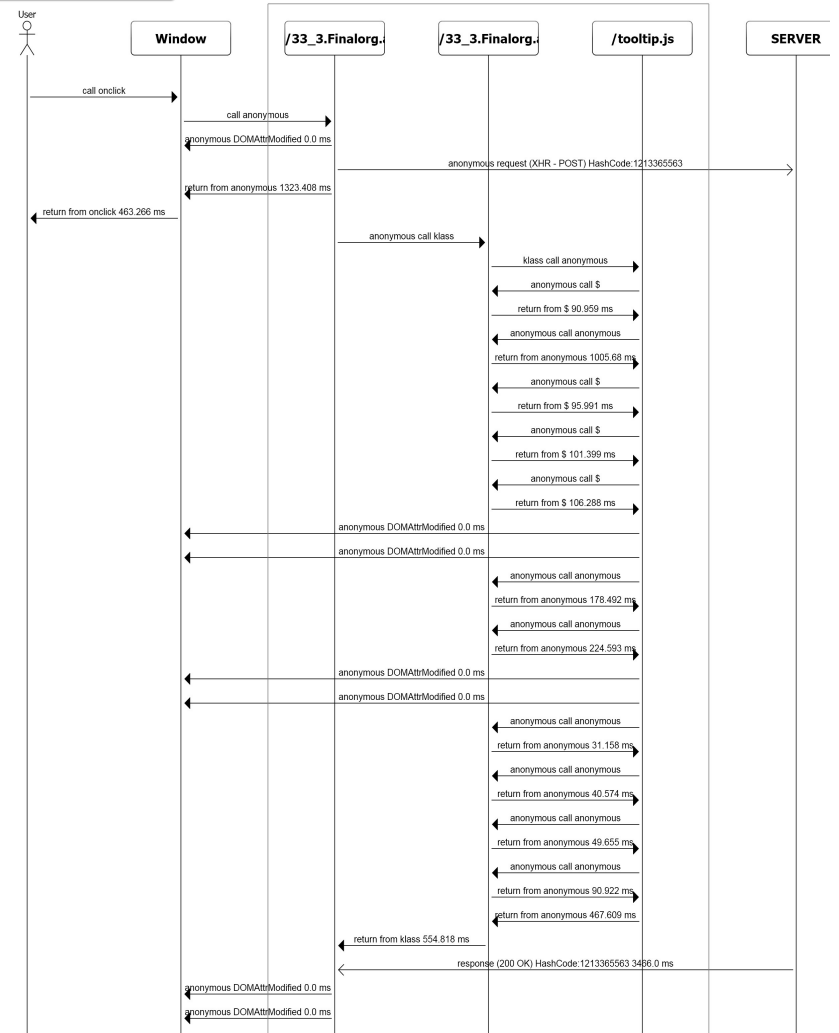 User
Window
/33_3.Finalorg.a
/33_3.Finalorg.a
/tooltip.js
SERVER
call onclick
call anonymous
anonymous DOMAttrModified 0.0 ms
anonymous request (XHR - POST) HashCode:1213365563
return from anonymous 1323.408 ms
return from onclick 463.266 ms
anonymous call klass
klass call anonymous
anonymous call $
return from $ 90.959 ms
anonymous call anonymous
return from anonymous 1005.68 ms
anonymous call $
return from $ 95.991 ms
anonymous call $
return from $ 101.399 ms
anonymous call $
return from $ 106.288 ms
anonymous DOMAttrModified 0.0 ms
anonymous DOMAttrModified 0.0 ms
anonymous call anonymous
return from anonymous 178.492 ms
anonymous call anonymous
return from anonymous 224.593 ms
anonymous DOMAttrModified 0.0 ms
anonymous DOMAttrModified 0.0 ms
anonymous call anonymous
return from anonymous 31.158 ms
anonymous call anonymous
return from anonymous 40.574 ms
anonymous call anonymous
return from anonymous 49.655 ms
anonymous call anonymous
return from anonymous 90.922 ms
return from anonymous 467.609 ms
return from klass 554.818 ms
response (200 OK) HashCode:1213365563 3466.0 ms
anonymous DOMAttrModified 0.0 ms
anonymous DOMAttrModified 0.0 ms